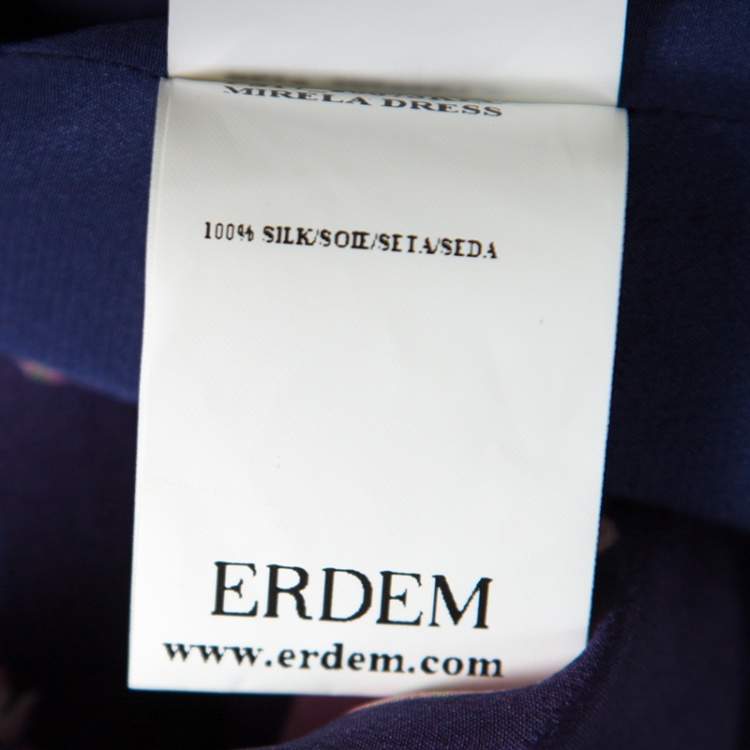 MIRELA DRESS
100% SILK/SOIE/SETA/SEDA
ERDEM
www.erdem.com